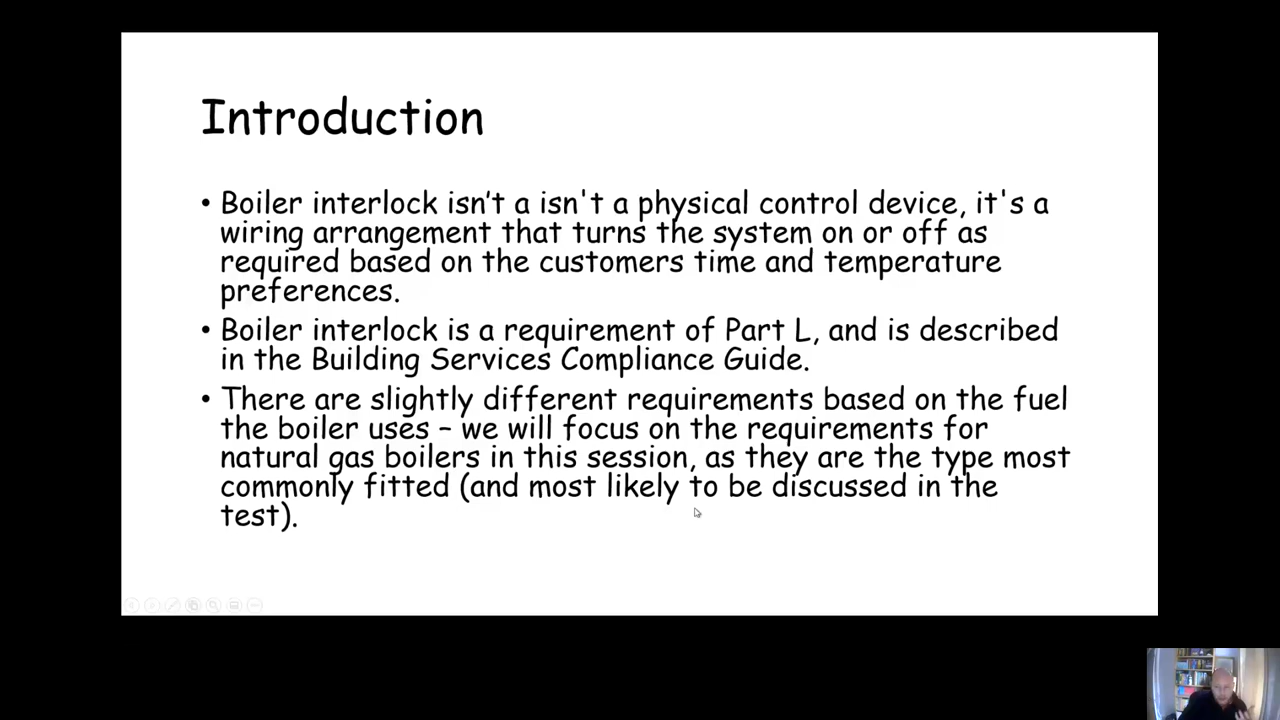 Introduction
• Boiler interlock isn’t a isn't a physical control device, it's a
wiring arrangement that turns the system on or off as
required based on the customers time and temperature
preferences.
• Boiler interlock is a requirement of Part L, and is described
in the Building Services Compliance Guide.
• There are slightly different requirements based on the fuel
the boiler uses – we will focus on the requirements for
natural gas boilers in this session, as they are the type most
commonly fitted (and most likely to be discussed in the
test).